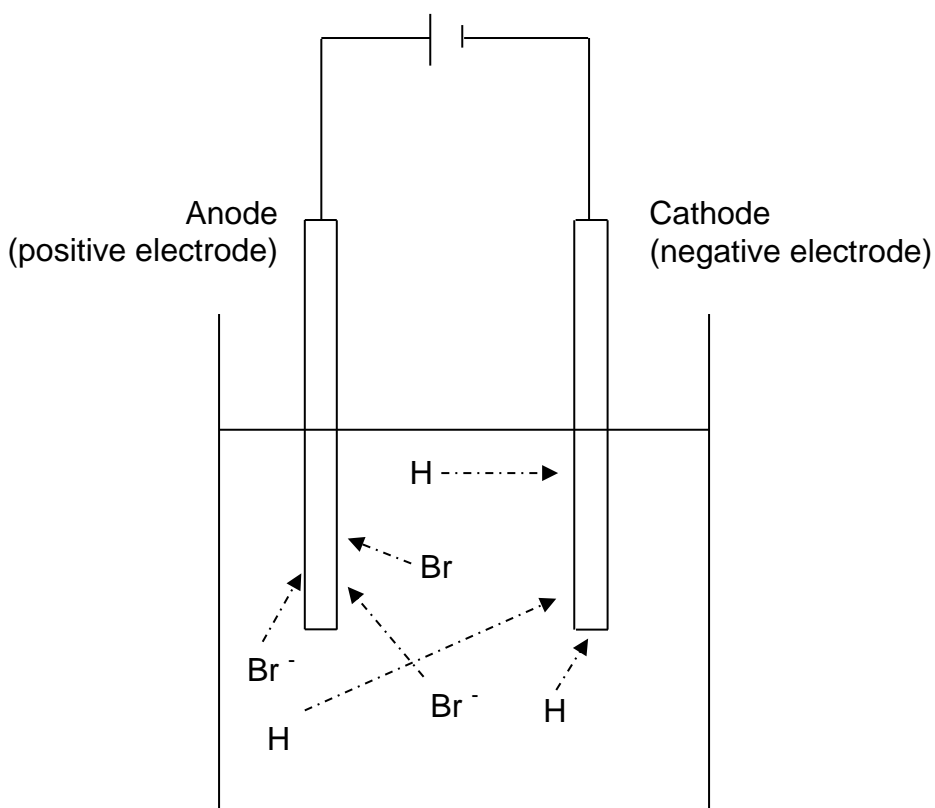 Anode
(positive electrode)
Cathode
(negative electrode)
H
Br
Br -
Br -
H
H